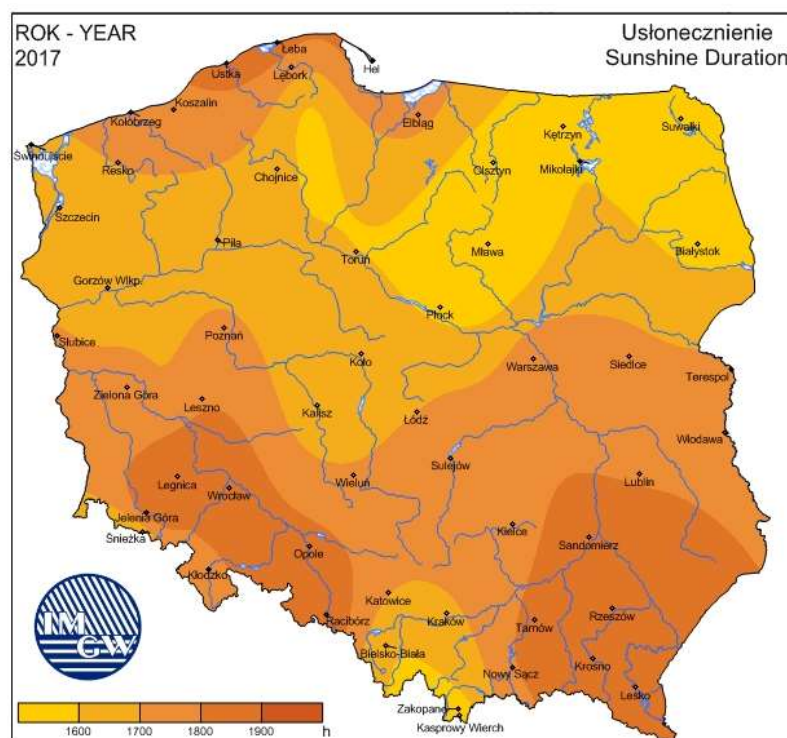 ROK - YEAR
2017
Usłonecznienie
Sunshine Duration
Łeba
Ustka
Lębork
Hel
Koszalin
Kołobrzeg
Elbląg
Kętrzyn
Suwałki
Świnoujście
Resko
Chojnice
Olsztyn
Mikołajki
Szczecin
Piła
Toruń
Mława
Białystok
Gorzów Wlkp.
Płock
Słubice
Poznań
Koło
Warszawa
Siedlce
Terespol
Zielona Góra
Leszno
Kalisz
Łódź
Włodawa
Legnica
Wrocław
Wieluń
Sulejów
Lublin
Jelenia Góra
Śnieżka
Opole
Kielce
Sandomierz
Kłodzko
Katowice
Racibórz
Kraków
Tarnów
Rzeszów
Bielsko-Biała
Nowy Sącz
Krosno
Lesko
Zakopane
Kasprowy Wierch
IM
GW
1600 1700 1800 1900 h